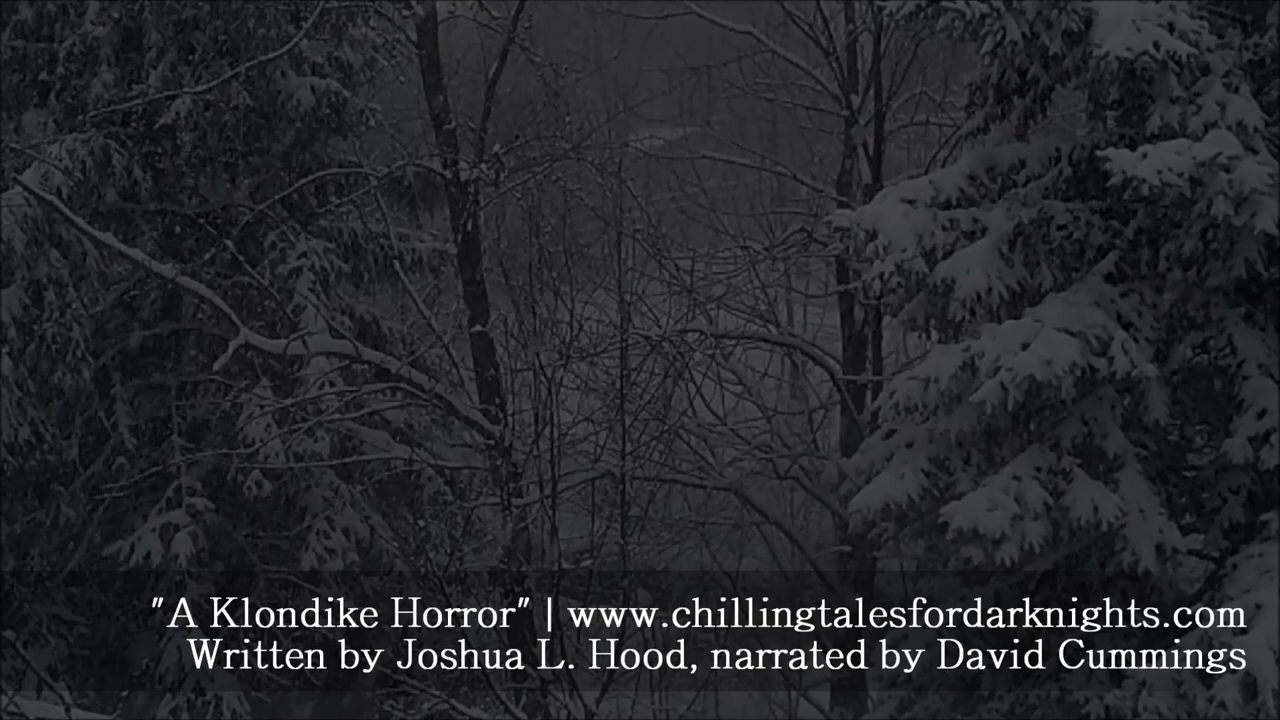 "A Klondike Horror" | www.chillingtalesfordarknights.com
Written by Joshua L. Hood, narrated by David Cummings